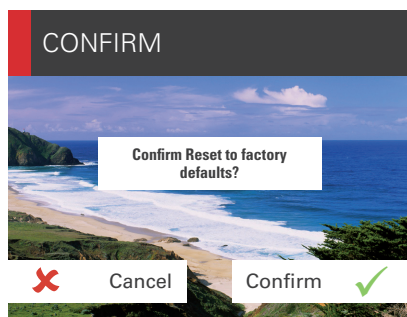 CONFIRM
Confirm Reset to factory
defaults?
Cancel
Confirm